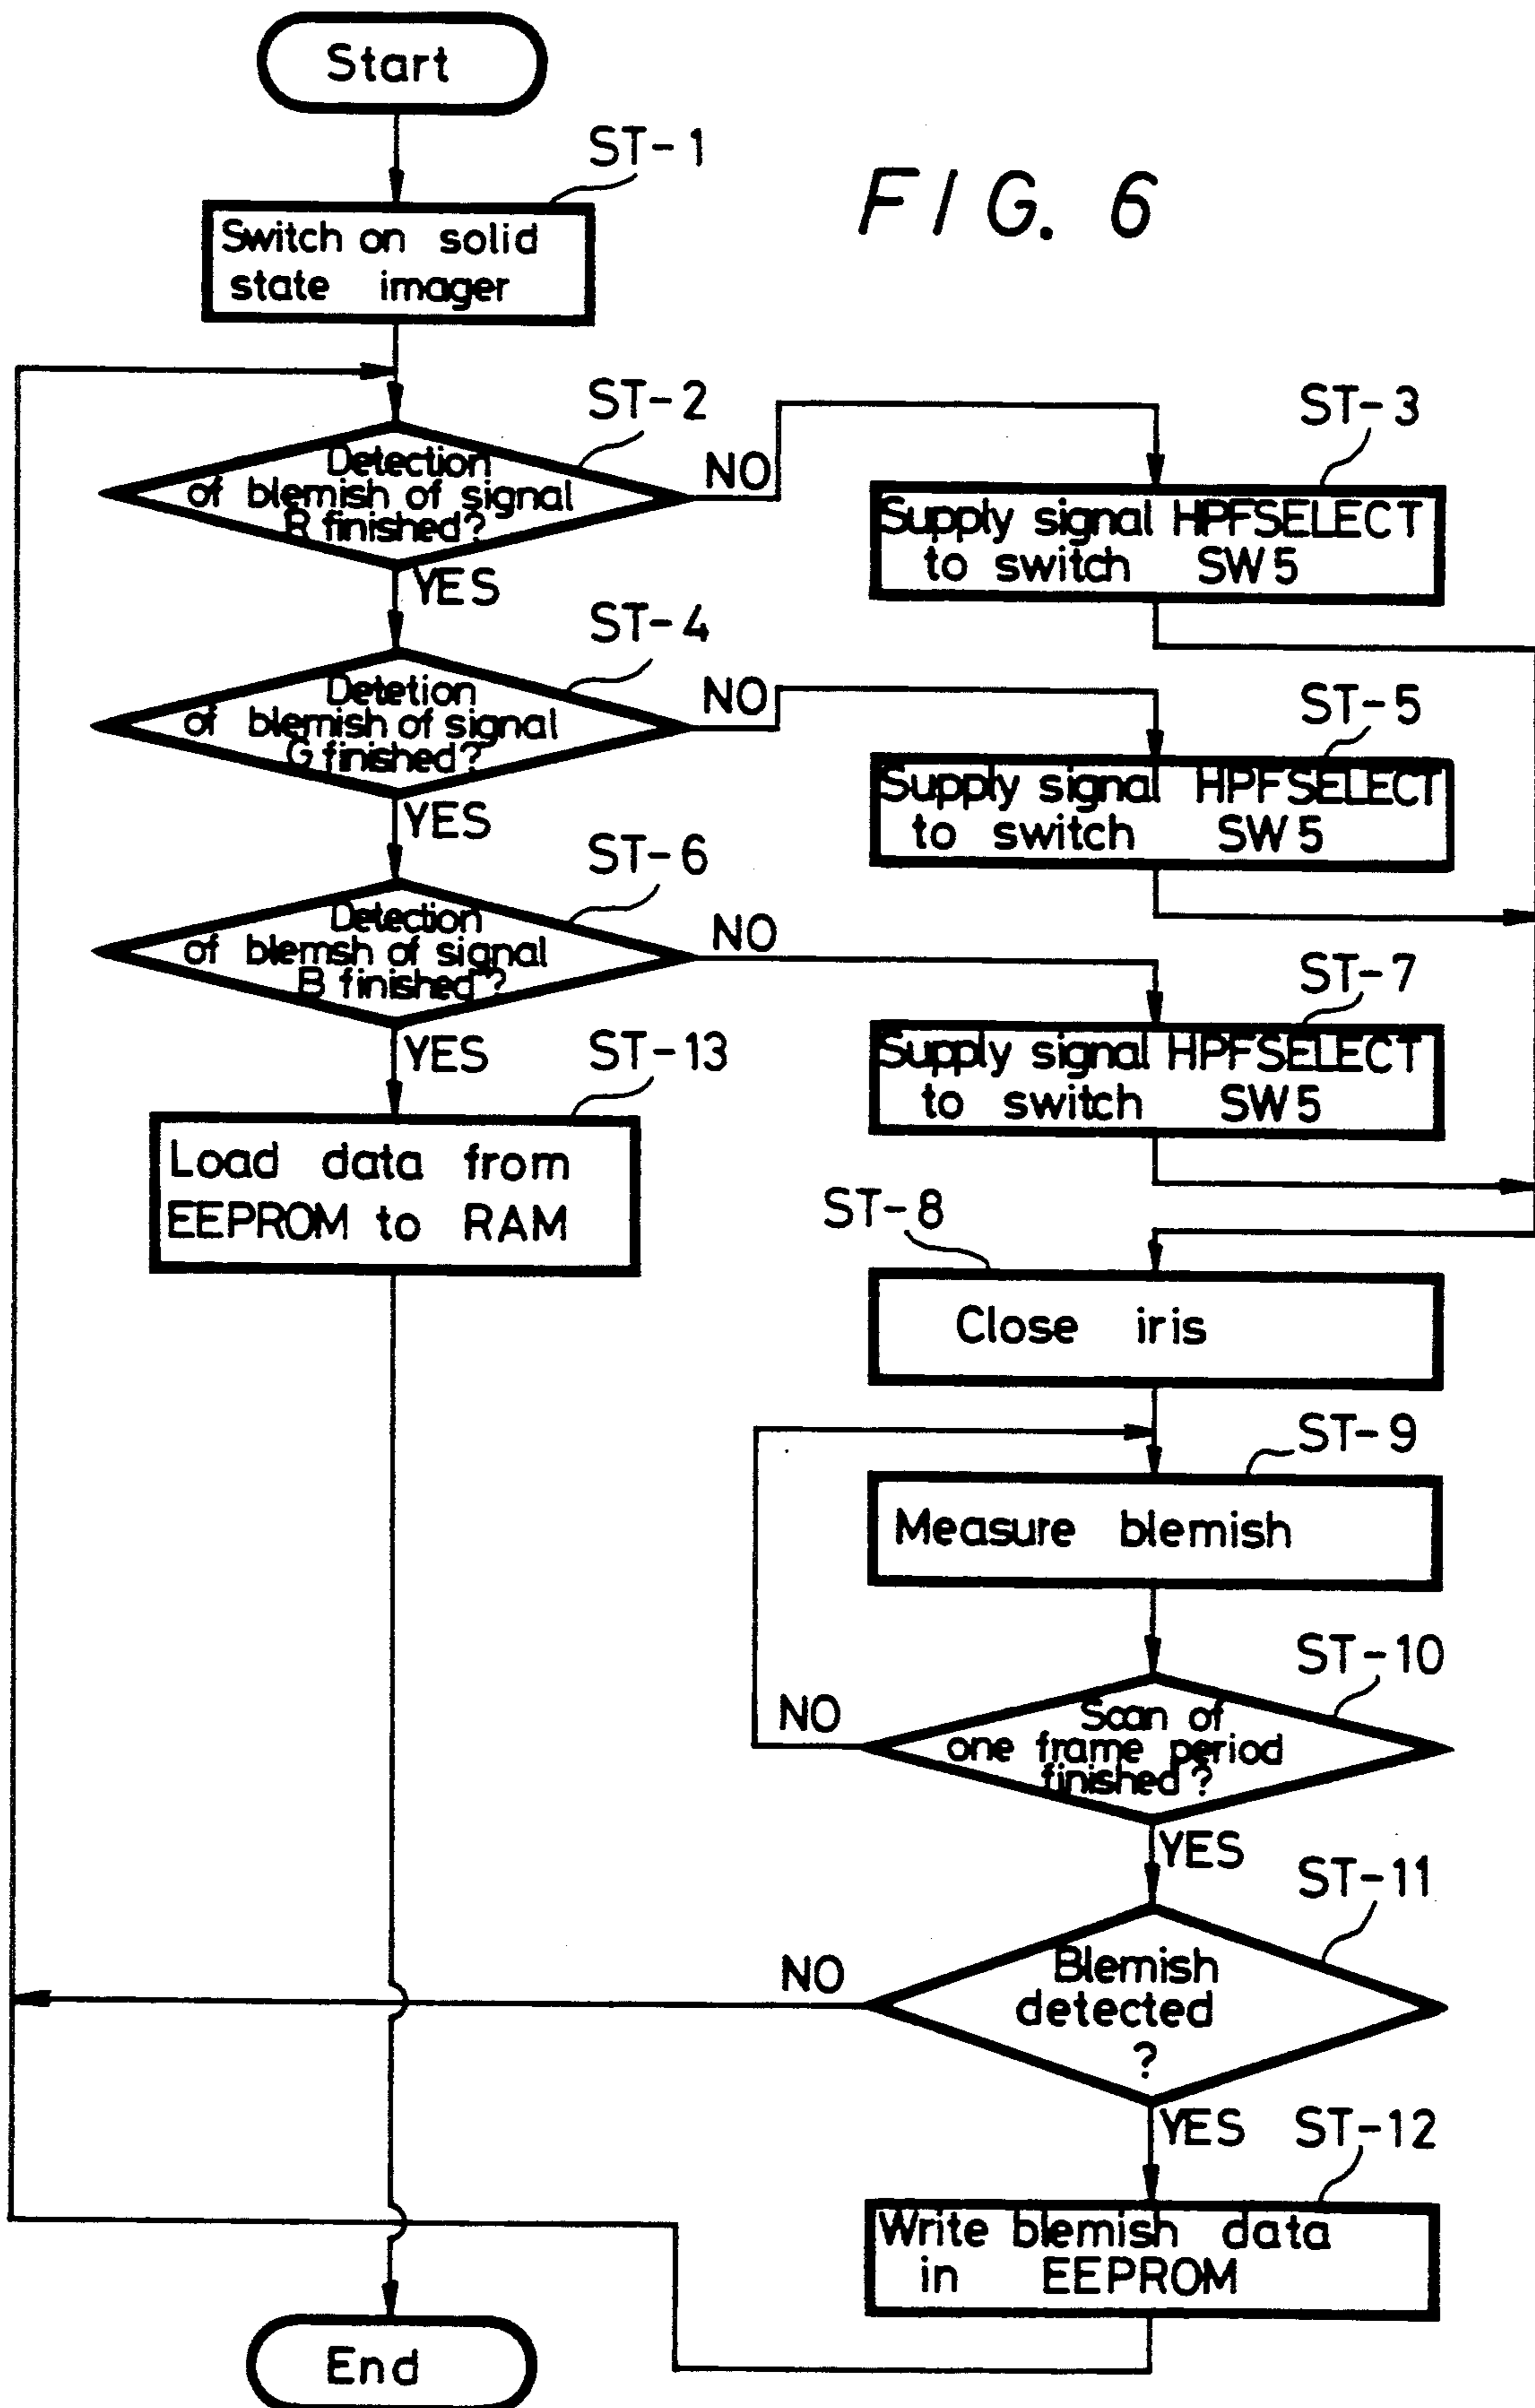 Start
ST-1
FIG. 6
Switch on solid
state imager
ST-2
Detection
of blemish of signal
R finished?
NO
YES
ST-3
Supply signal HPFSELECT
to switch SW5
ST-4
Detetion
of blemish of signal
G finished?
NO
YES
ST-5
Supply signal HPFSELECT
to switch SW5
ST-6
Detection
of blemsh of signal
B finished?
NO
YES
ST-7
Supply signal HPFSELECT
to switch SW5
ST-13
Load data from
EEPROM to RAM
ST-8
Close iris
ST-9
Measure blemish
ST-10
Scan of
one frame period
finished?
NO
YES
ST-11
Blemish
detected
?
NO
YES
ST-12
Write blemish data
in EEPROM
End